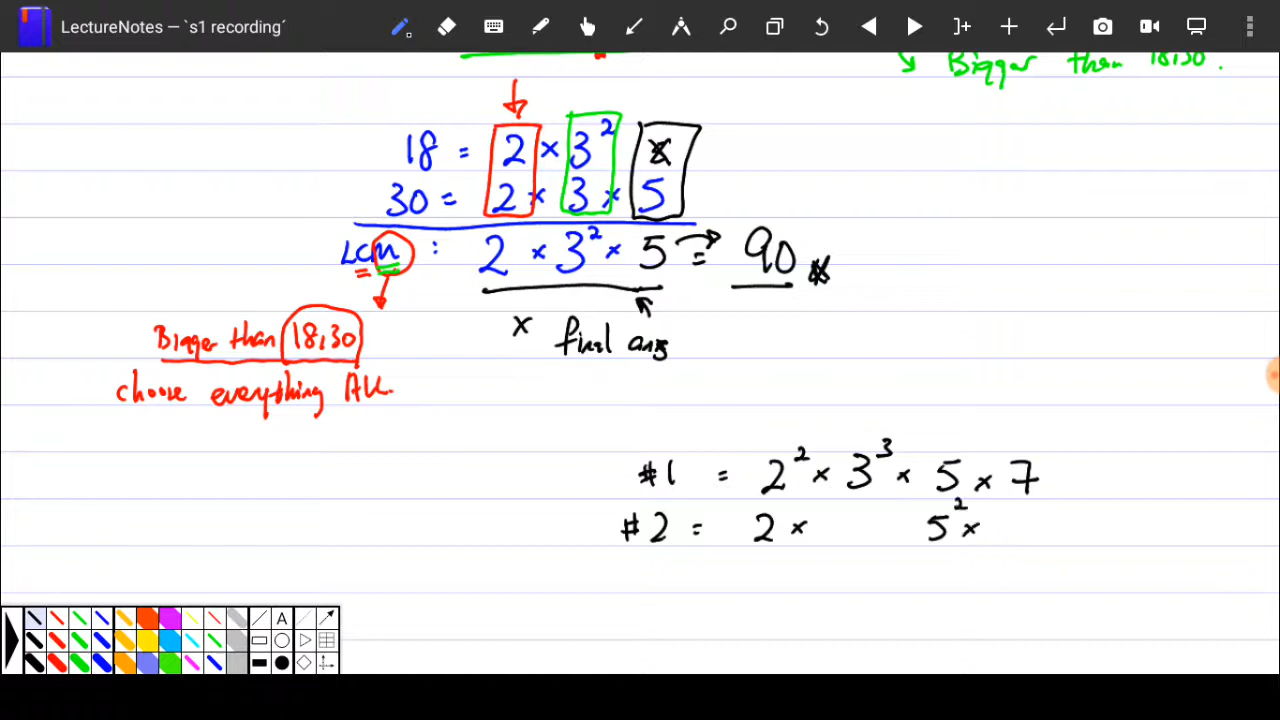 LectureNotes — `s1 recording´
↳ Bigger than 18,30.
18 = 2 × 3² ×
30 = 2 × 3 × 5
LCM : 2 × 3² × 5 = 90
× final ans
Bigger than 18,30
choose everything
#1 = 2² × 3³ × 5 × 7
#2 = 2 × 5² ×
A